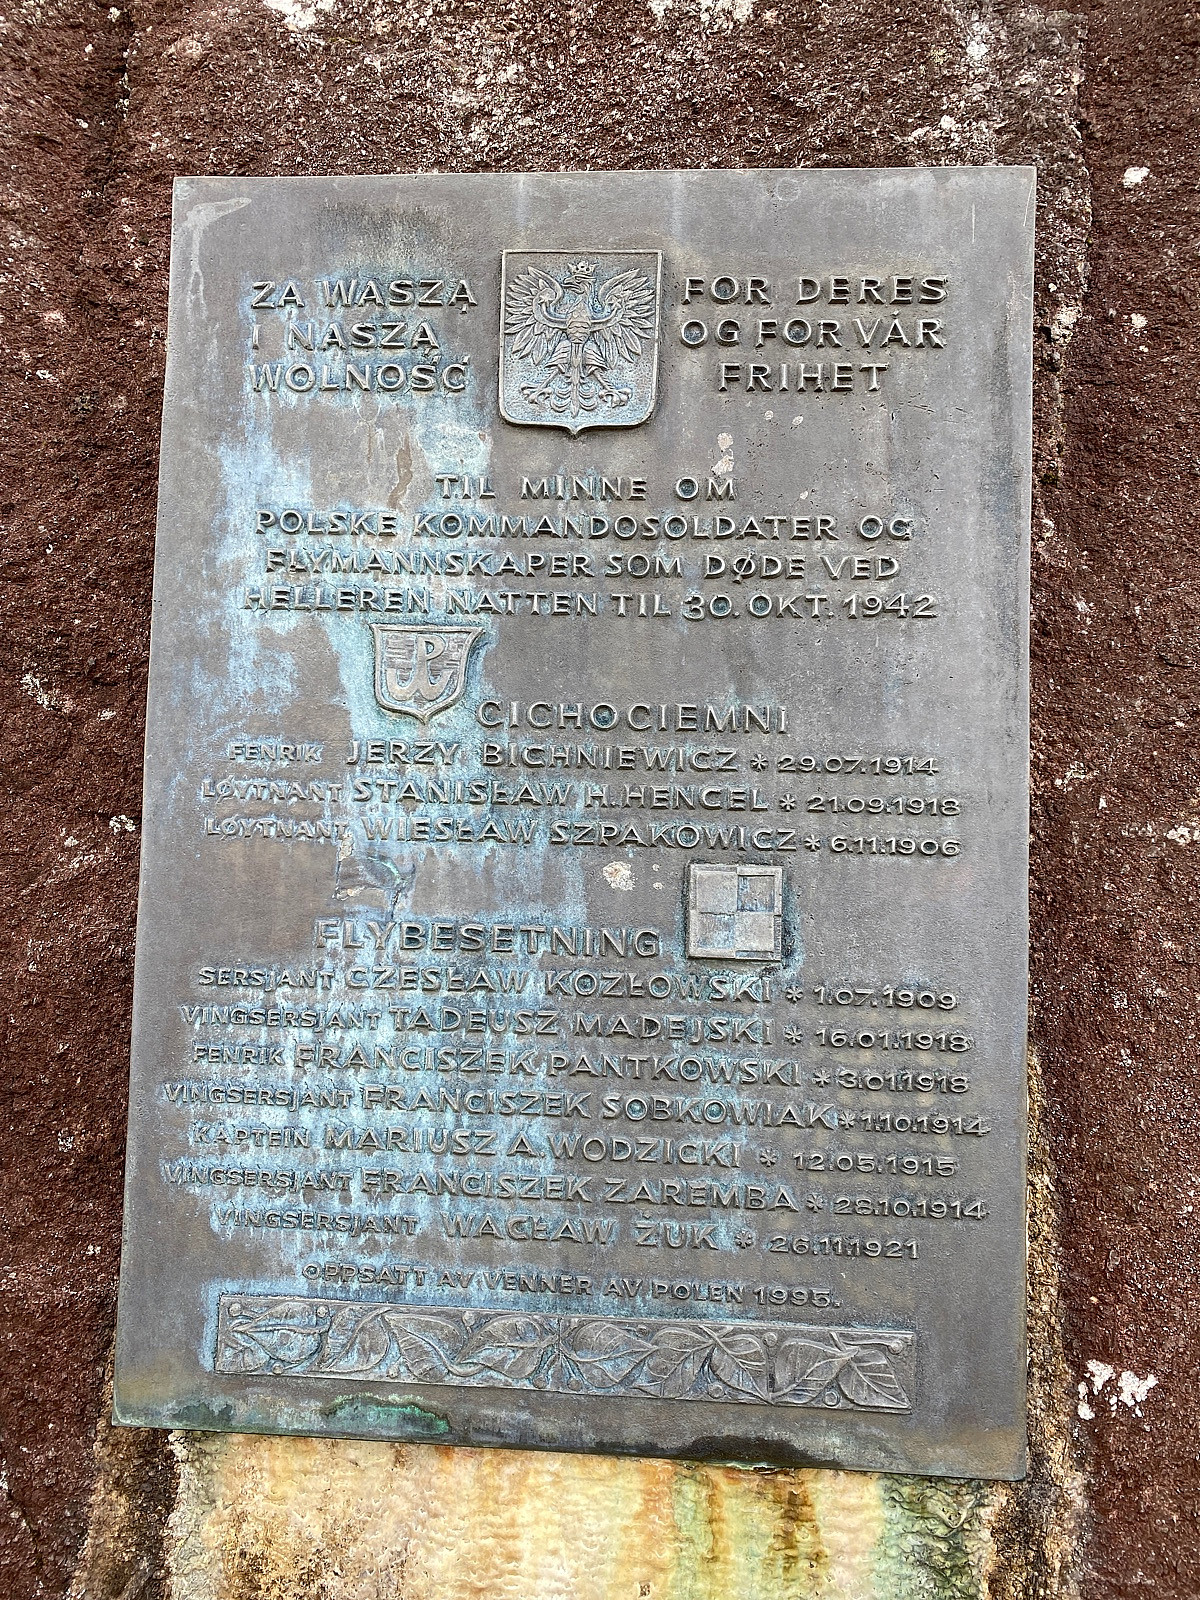 ZA WASZĄ
I NASZĄ
WOLNOŚĆ
FOR DERES
OG FOR VÅR
FRIHET
TIL MINNE OM
POLSKE KOMMANDOSOLDATER OG
FLYMANNSKAPER SOM DØDE VED
HELLEREN NATTEN TIL 30. OKT. 1942
PW
CICHOCIEMNI
FENRIK JERZY BICHNIEWICZ * 29.07.1914
LØYTNANT STANISŁAW H. HENCEL * 21.09.1918
LØYTNANT WIESŁAW SZPAKOWICZ * 6.11.1906
FLYBESETNING
SERSJANT CZESŁAW KOZŁOWSKI * 1.07.1909
VINGSERSJANT TADEUSZ MADEJSKI * 16.01.1918
FENRIK FRANCISZEK PANTKOWSKI * 3.01.1918
VINGSERSJANT FRANCISZEK SOBKOWIAK * 1.10.1914
KAPTEIN MARIUSZ A. WODZICKI * 12.05.1915
VINGSERSJANT FRANCISZEK ZAREMBA * 28.10.1914
VINGSERSJANT WACŁAW ŻUK * 26.11.1921
OPPSATT AV VENNER AV POLEN 1995.